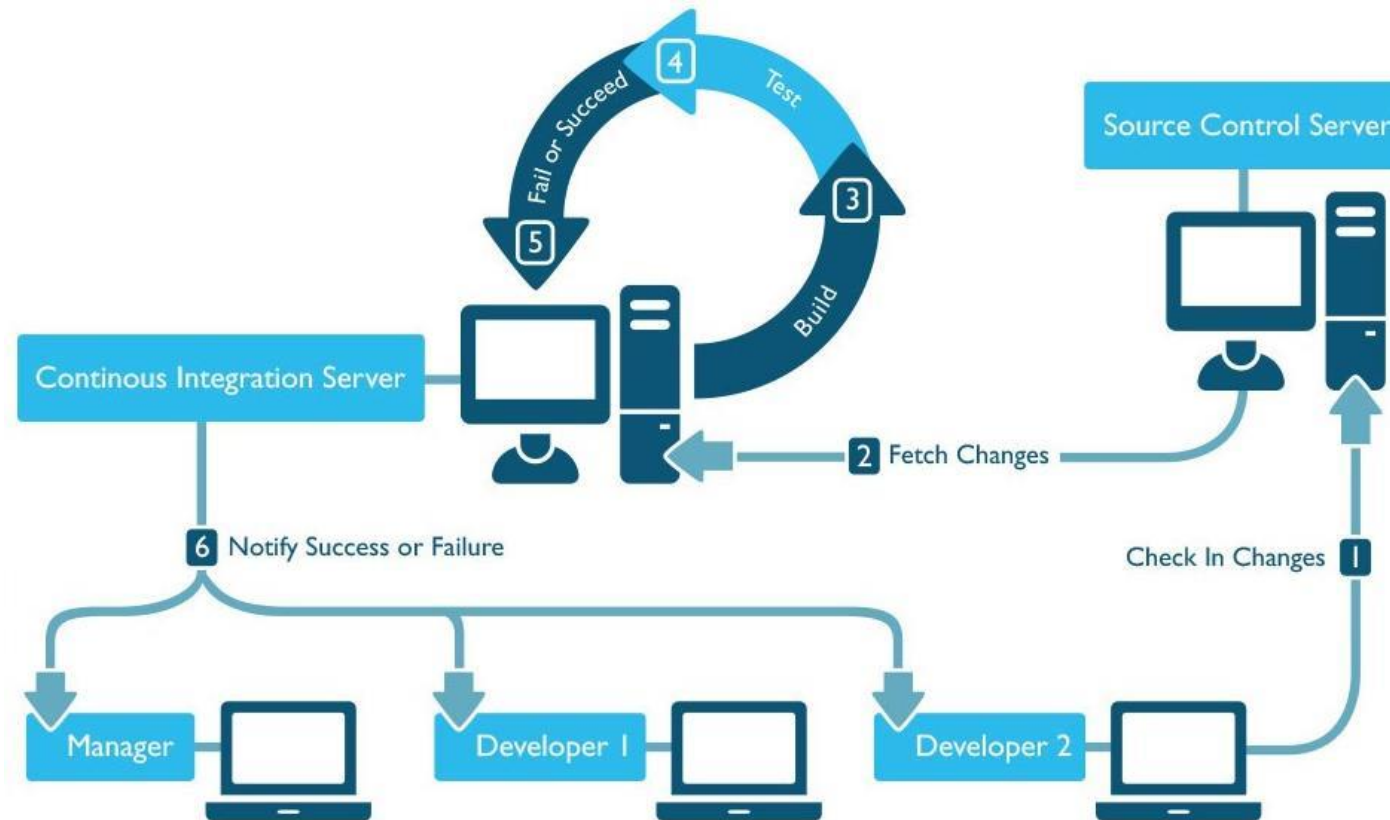 4
Test
Fail or Succeed
Source Control Server
3
5
Build
Continous Integration Server
2 Fetch Changes
6 Notify Success or Failure
Check In Changes 1
Manager
Developer 1
Developer 2